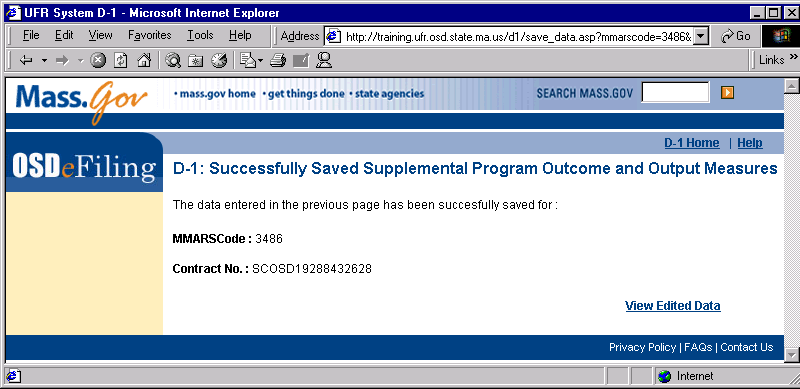 UFR System D-1 - Microsoft Internet Explorer
File Edit View Favorites Tools Help Address http://training.ufr.osd.state.ma.us/d1/save_data.asp?mmarscode=3486& Go
Links »
Mass.Gov • mass.gov home • get things done • state agencies SEARCH MASS.GOV
D-1 Home | Help
OSDeFiling
D-1: Successfully Saved Supplemental Program Outcome and Output Measures
The data entered in the previous page has been succesfully saved for :
MMARSCode : 3486
Contract No. : SCOSD19288432628
View Edited Data
Privacy Policy | FAQs | Contact Us
Internet